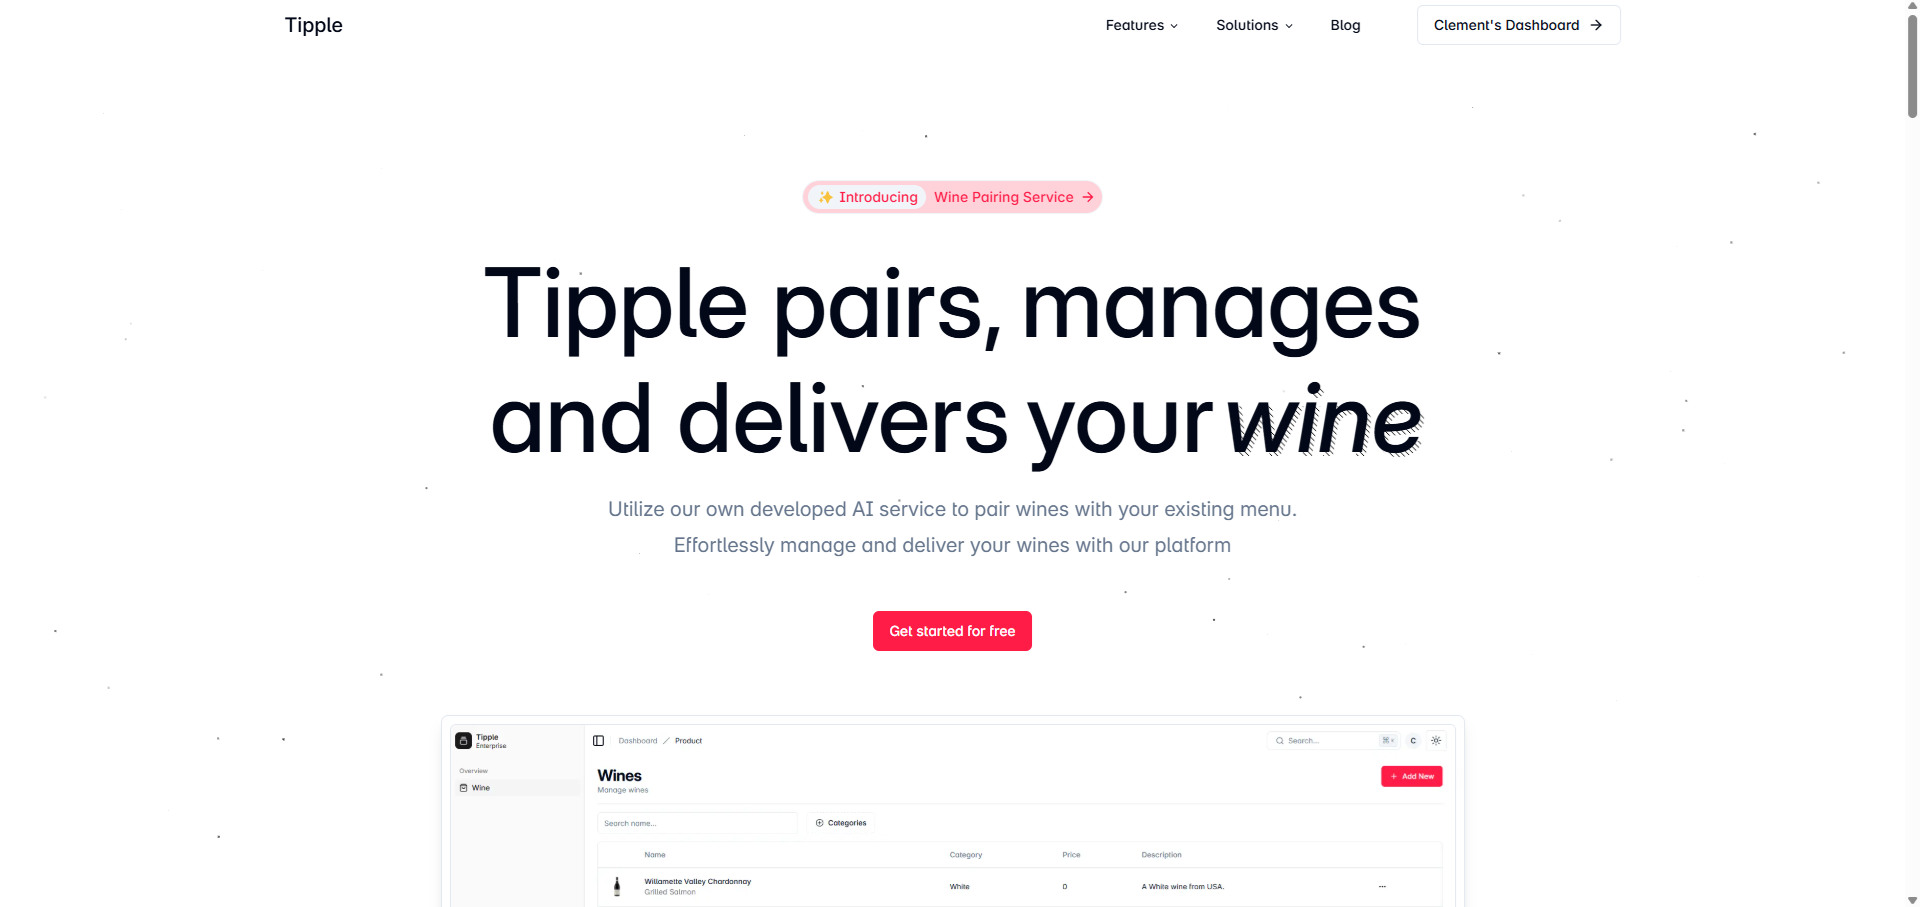 Tipple
Features
Solutions
Blog
Clement's Dashboard
✨ Introducing Wine Pairing Service
Tipple pairs, manages
and delivers your wine
Utilize our own developed AI service to pair wines with your existing menu.
Effortlessly manage and deliver your wines with our platform
Get started for free
Tipple
Enterprise
Dashboard / Product
Search...
C
Overview
Wine
Wines
Manage wines
+ Add New
Search name...
Categories
Name Category Price Description
Willamette Valley Chardonnay
Grilled Salmon
White 0 A White wine from USA. ...